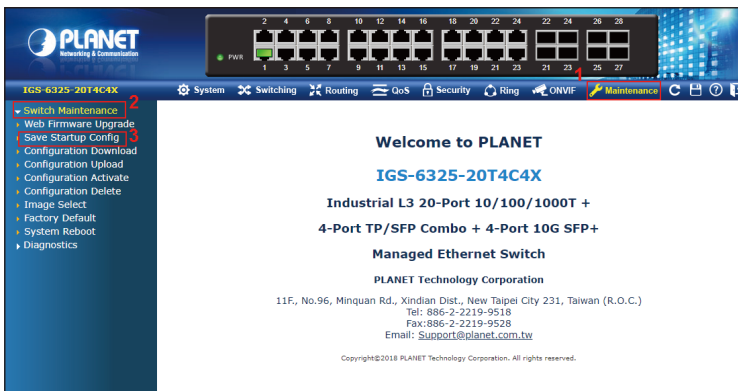 PLANET
Networking & Communication
2 4 6 8 10 12 14 16 18 20 22 24 22 24 26 28
PWR
1 3 5 7 9 11 13 15 17 19 21 23 21 23 25 27
1
IGS-6325-20T4C4X
System Switching Routing QoS Security Ring ONVIF Maintenance
Switch Maintenance 2
Web Firmware Upgrade
Save Startup Config 3
Configuration Download
Configuration Upload
Configuration Activate
Configuration Delete
Image Select
Factory Default
System Reboot
Diagnostics
Welcome to PLANET
IGS-6325-20T4C4X
Industrial L3 20-Port 10/100/1000T +
4-Port TP/SFP Combo + 4-Port 10G SFP+
Managed Ethernet Switch
PLANET Technology Corporation
11F., No.96, Minquan Rd., Xindian Dist., New Taipei City 231, Taiwan (R.O.C.)
Tel: 886-2-2219-9518
Fax:886-2-2219-9528
Email: Support@planet.com.tw
Copyright©2018 PLANET Technology Corporation. All rights reserved.